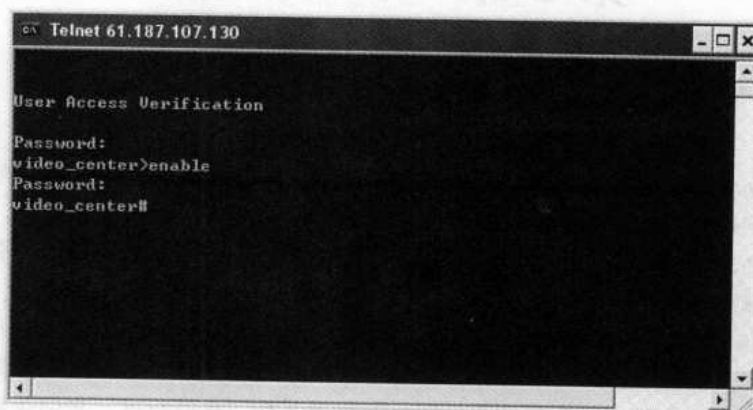 Telnet 61.187.107.130
User Access Verification
Password:
video_center>enable
Password:
video_center#